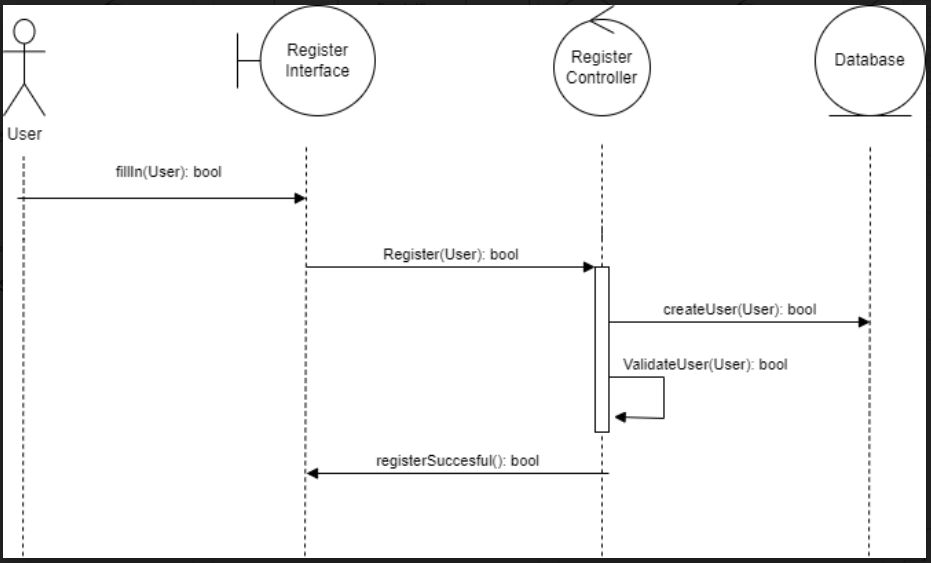 Register
Interface
Register
Controller
Database
User
fillIn(User): bool
Register(User): bool
createUser(User): bool
ValidateUser(User): bool
registerSuccesful(): bool